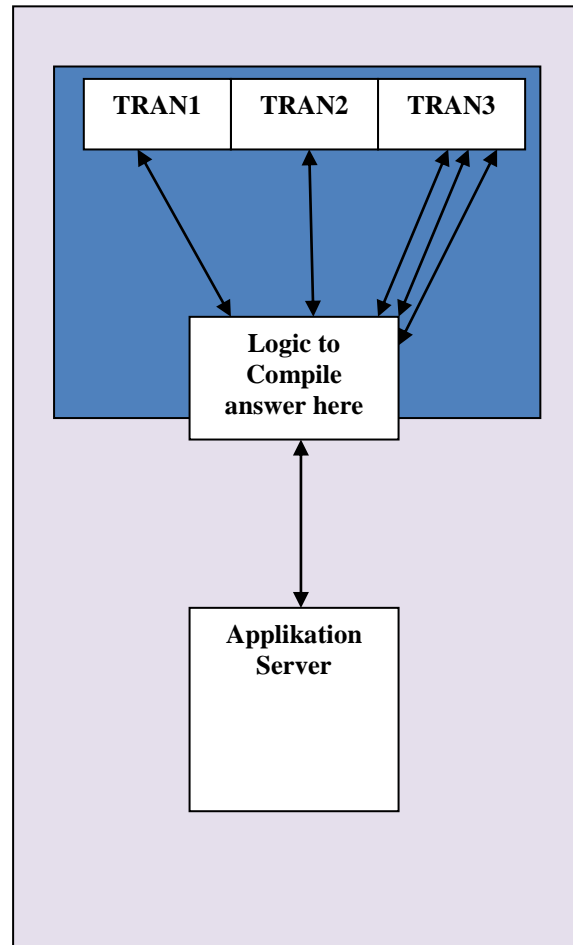 TRAN1 TRAN2 TRAN3
Logic to
Compile
answer here
Applikation
Server